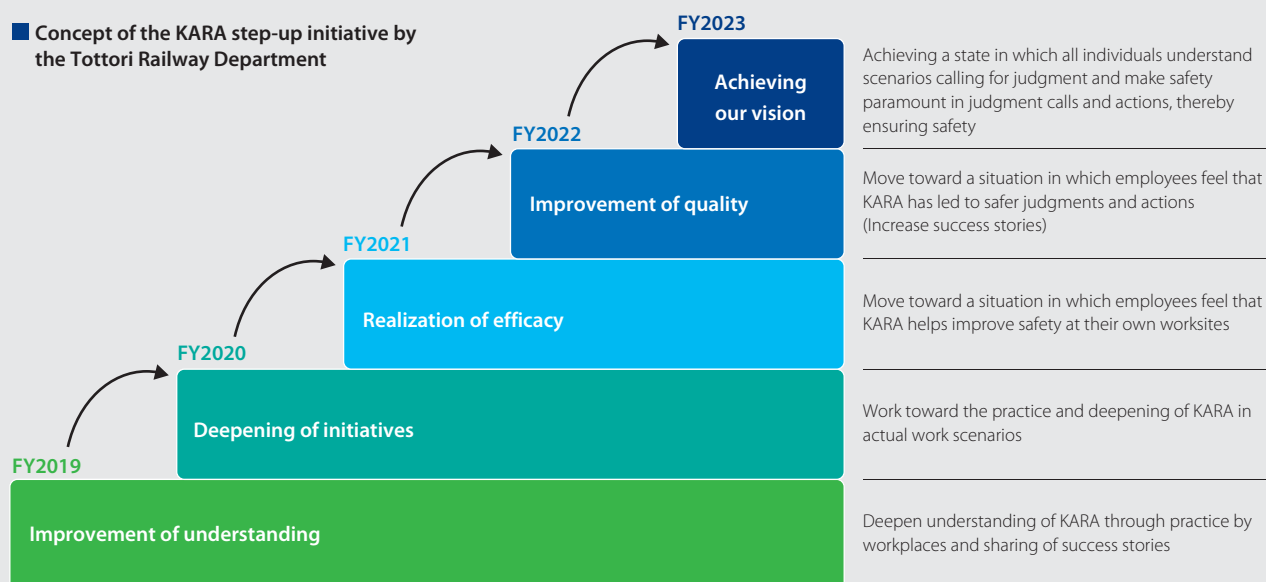 Concept of the KARA step-up initiative by
the Tottori Railway Department
FY2023
Achieving
our vision
Achieving a state in which all individuals understand
scenarios calling for judgment and make safety
paramount in judgment calls and actions, thereby
ensuring safety
FY2022
Improvement of quality
Move toward a situation in which employees feel that
KARA has led to safer judgments and actions
(Increase success stories)
FY2021
Realization of efficacy
Move toward a situation in which employees feel that
KARA helps improve safety at their own worksites
FY2020
Deepening of initiatives
Work toward the practice and deepening of KARA in
actual work scenarios
FY2019
Improvement of understanding
Deepen understanding of KARA through practice by
workplaces and sharing of success stories